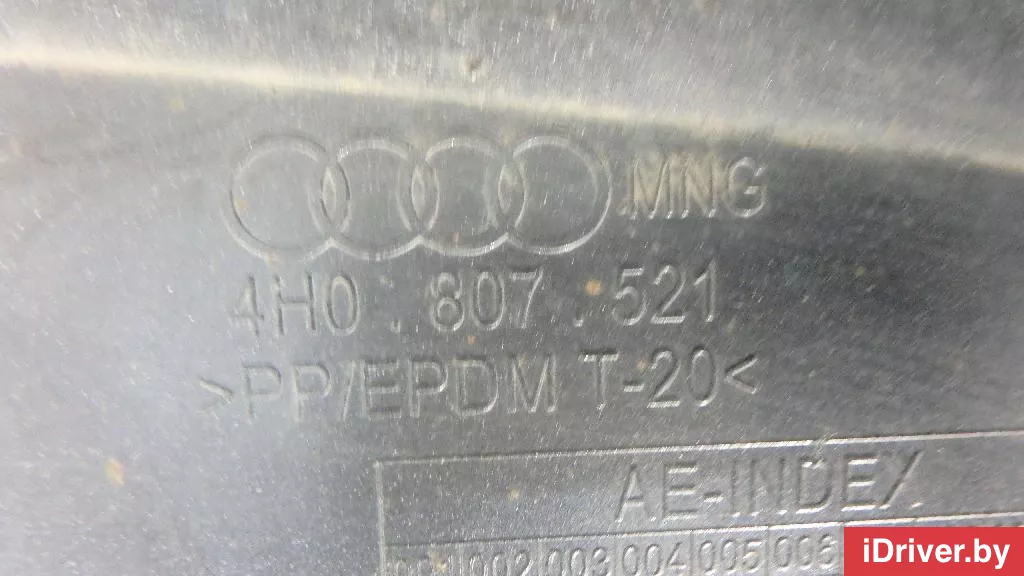 MNG
4H0 . 807 . 521
>PP/EPDM T-20<
AE-INDEX
002 003 004 005 006
iDriver.by